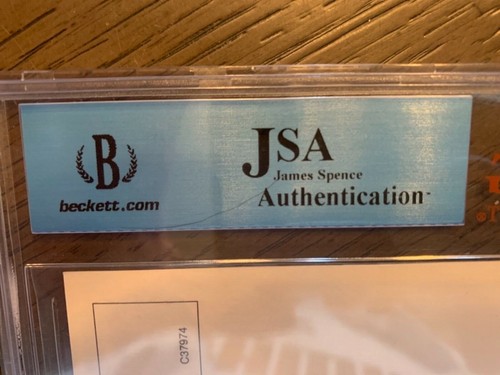 B
beckett.com
JSA
James Spence
Authentication
C37974